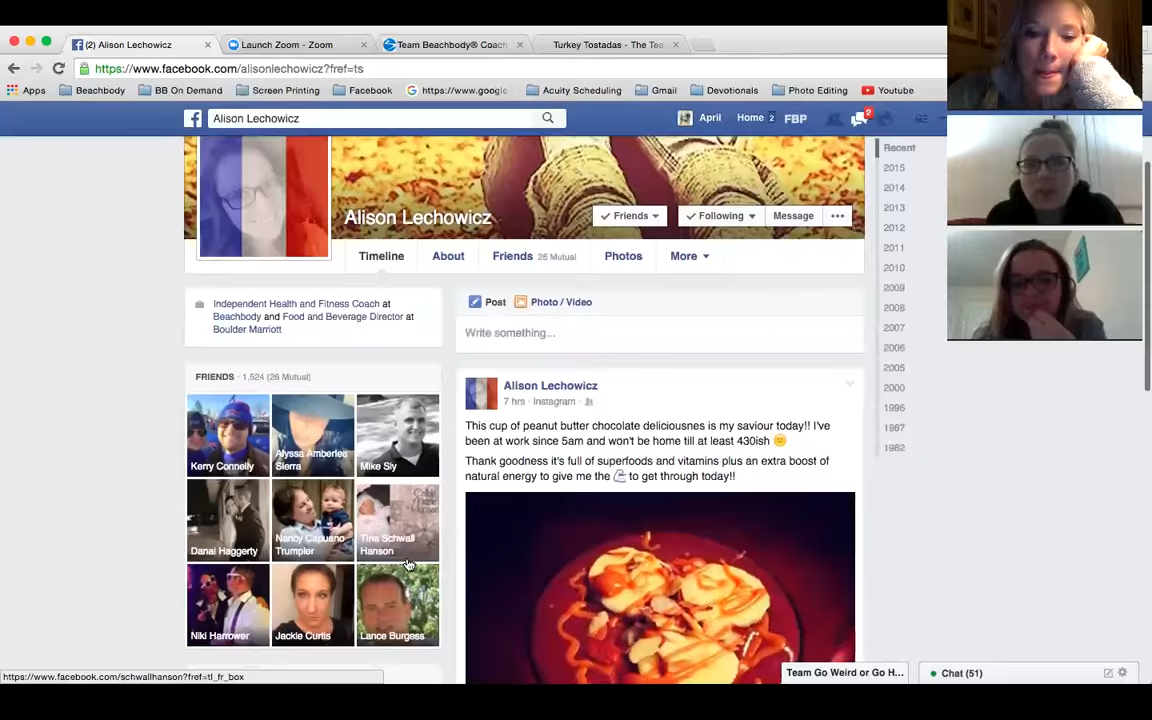 (2) Alison Lechowicz
Launch Zoom - Zoom
Team Beachbody® Coach
Turkey Tostadas - The Tea
https://www.facebook.com/alisonlechowicz?fref=ts
Apps Beachbody BB On Demand Screen Printing Facebook https://www.googlc Acuity Scheduling Gmail Devotionals Photo Editing Youtube
Alison Lechowicz
April Home 2 FBP 2
Recent
2015
2014
2013
2012
2011
2010
2009
2008
2007
2006
2005
2000
1996
1987
1982
Alison Lechowicz
Friends Following Message
Timeline About Friends 26 Mutual Photos More
Independent Health and Fitness Coach at
Beachbody and Food and Beverage Director at
Boulder Marriott
Post Photo / Video
Write something...
FRIENDS · 1,524 (26 Mutual)
Kerry Connelly
Alyssa Amberlea
Sierra
Mike Sly
Danai Haggerty
Nancy Capuano
Trumpler
Tina Schwall
Hanson
Niki Harrower
Jackie Curtis
Lance Burgess
Alison Lechowicz
7 hrs · Instagram ·
This cup of peanut butter chocolate deliciousnes is my saviour today!! I've
been at work since 5am and won't be home till at least 430ish
Thank goodness it's full of superfoods and vitamins plus an extra boost of
natural energy to give me the to get through today!!
https://www.facebook.com/schwallhanson?fref=tl_fr_box
Team Go Weird or Go H...
Chat (51)